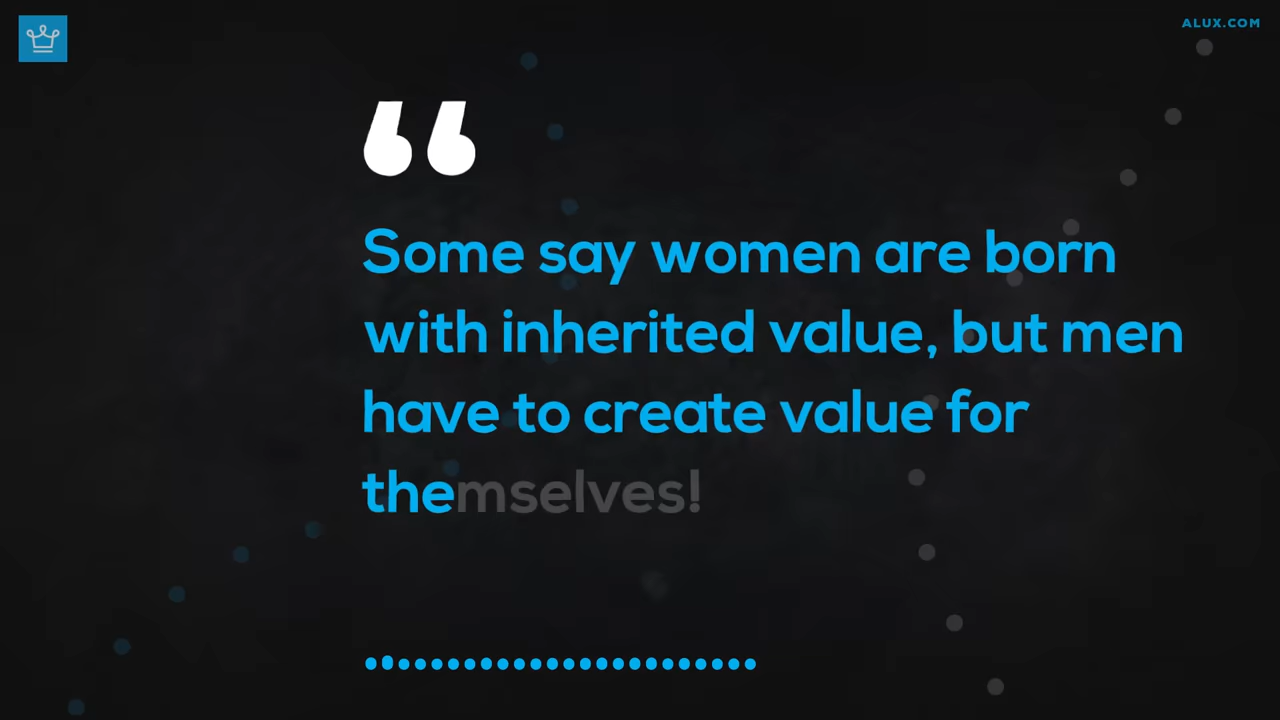 ALUX.COM
“
Some say women are born
with inherited value, but men
have to create value for
themselves!